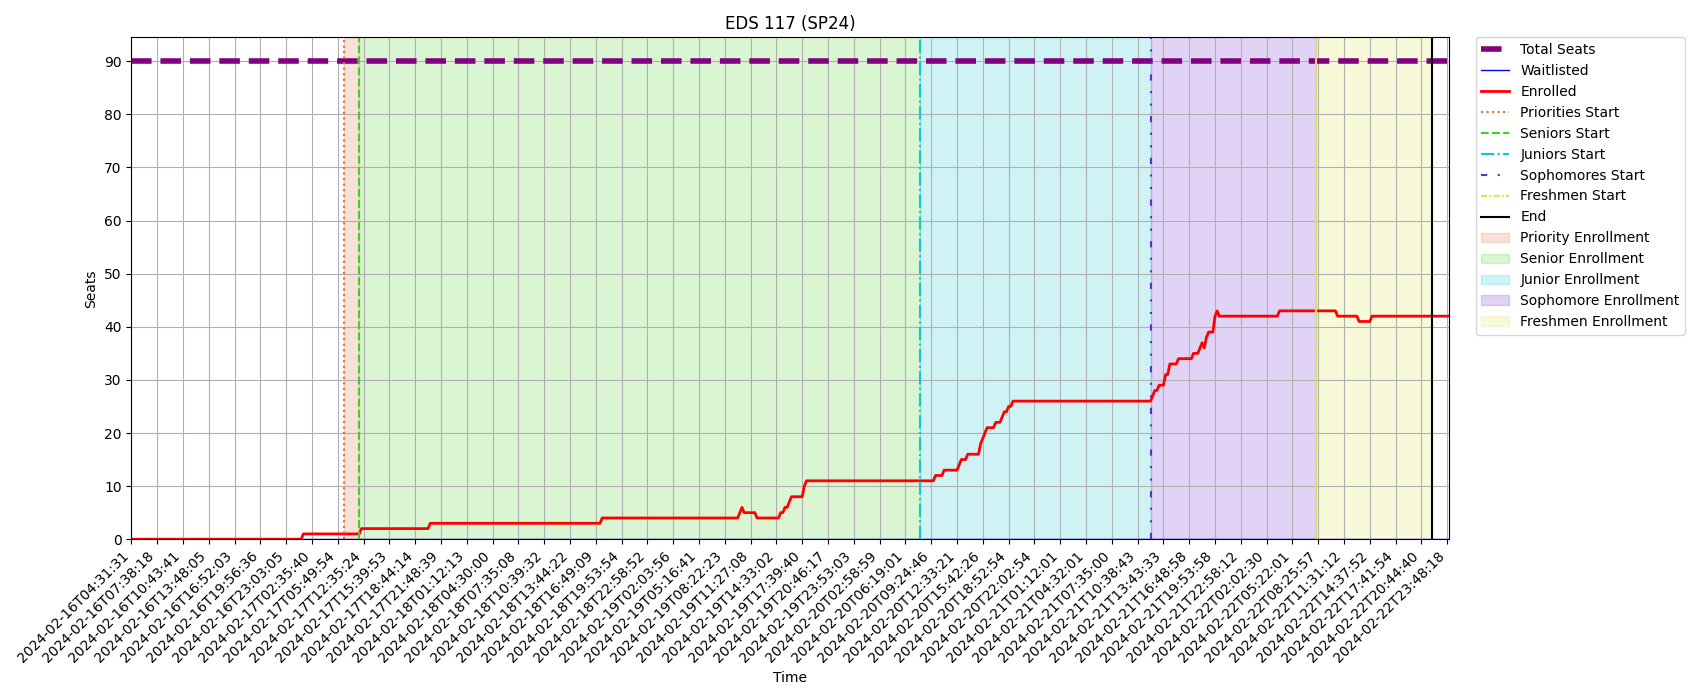 EDS 117 (SP24)
Seats
90
80
70
60
50
40
30
20
10
0
2024-02-16T04:31:31
2024-02-16T07:38:18
2024-02-16T10:43:41
2024-02-16T13:48:05
2024-02-16T16:52:03
2024-02-16T19:56:36
2024-02-16T23:03:05
2024-02-17T02:35:40
2024-02-17T05:49:54
2024-02-17T12:35:24
2024-02-17T15:39:53
2024-02-17T18:44:14
2024-02-17T21:48:39
2024-02-18T01:12:13
2024-02-18T04:30:00
2024-02-18T07:35:08
2024-02-18T10:39:32
2024-02-18T13:44:22
2024-02-18T16:49:09
2024-02-18T19:53:54
2024-02-18T22:58:52
2024-02-19T02:03:56
2024-02-19T05:16:41
2024-02-19T08:22:23
2024-02-19T11:27:08
2024-02-19T14:33:02
2024-02-19T17:39:40
2024-02-19T20:46:17
2024-02-19T23:53:03
2024-02-20T02:58:59
2024-02-20T06:19:01
2024-02-20T09:24:46
2024-02-20T12:33:21
2024-02-20T15:42:26
2024-02-20T18:52:54
2024-02-20T22:02:54
2024-02-21T01:12:01
2024-02-21T04:32:01
2024-02-21T07:35:00
2024-02-21T10:38:43
2024-02-21T13:43:33
2024-02-21T16:48:58
2024-02-21T19:53:58
2024-02-21T22:58:12
2024-02-22T02:02:30
2024-02-22T05:22:01
2024-02-22T08:25:57
2024-02-22T11:31:12
2024-02-22T14:37:52
2024-02-22T17:41:54
2024-02-22T20:44:40
2024-02-22T23:48:18
Time
Total Seats
Waitlisted
Enrolled
Priorities Start
Seniors Start
Juniors Start
Sophomores Start
Freshmen Start
End
Priority Enrollment
Senior Enrollment
Junior Enrollment
Sophomore Enrollment
Freshmen Enrollment